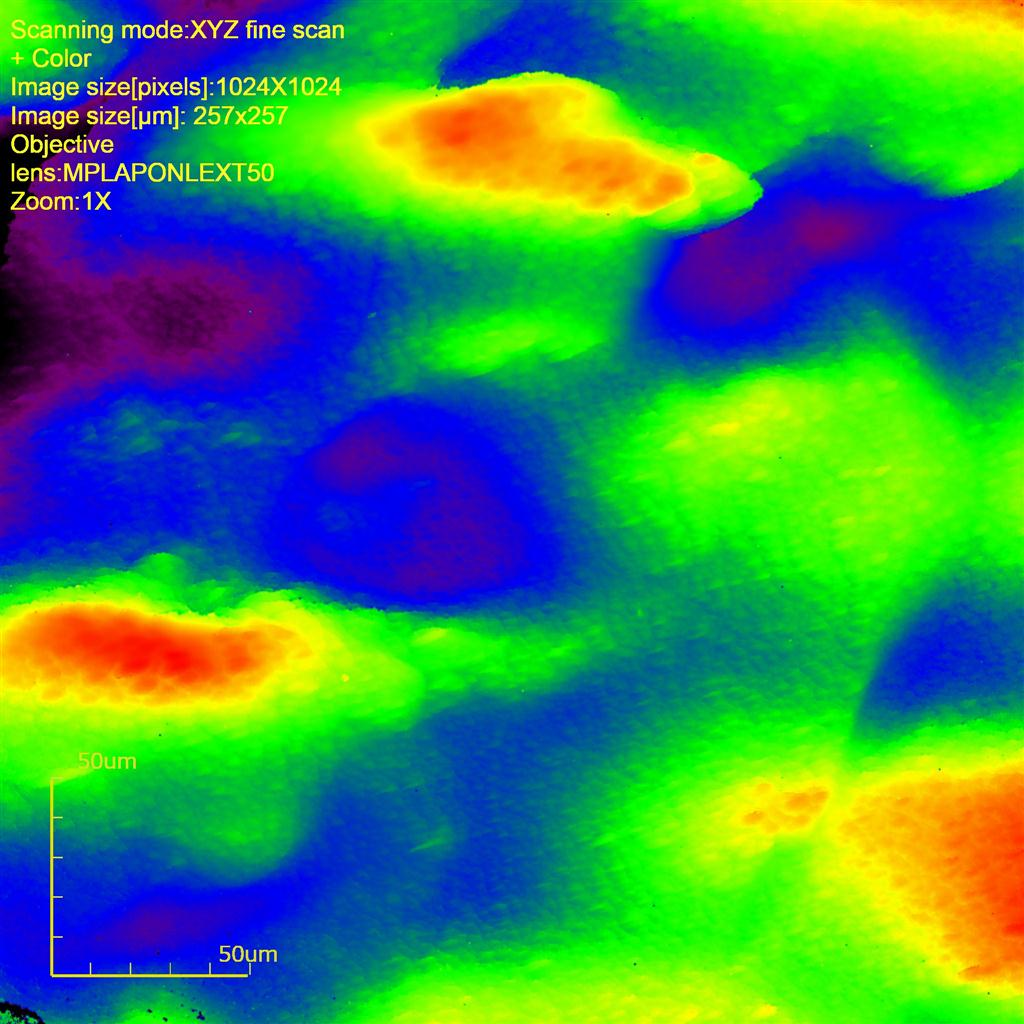 Scanning mode:XYZ fine scan
+ Color
Image size[pixels]:1024X1024
Image size[µm]: 257x257
Objective
lens:MPLAPONLEXT50
Zoom:1X
50um
50um